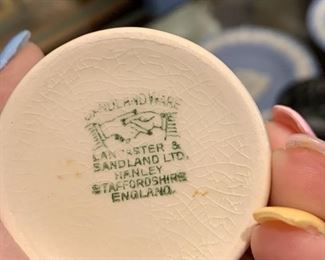 SANDLANDWARE
LANCASTER &
SANDLAND LTD.
HANLEY
STAFFORDSHIRE
ENGLAND.